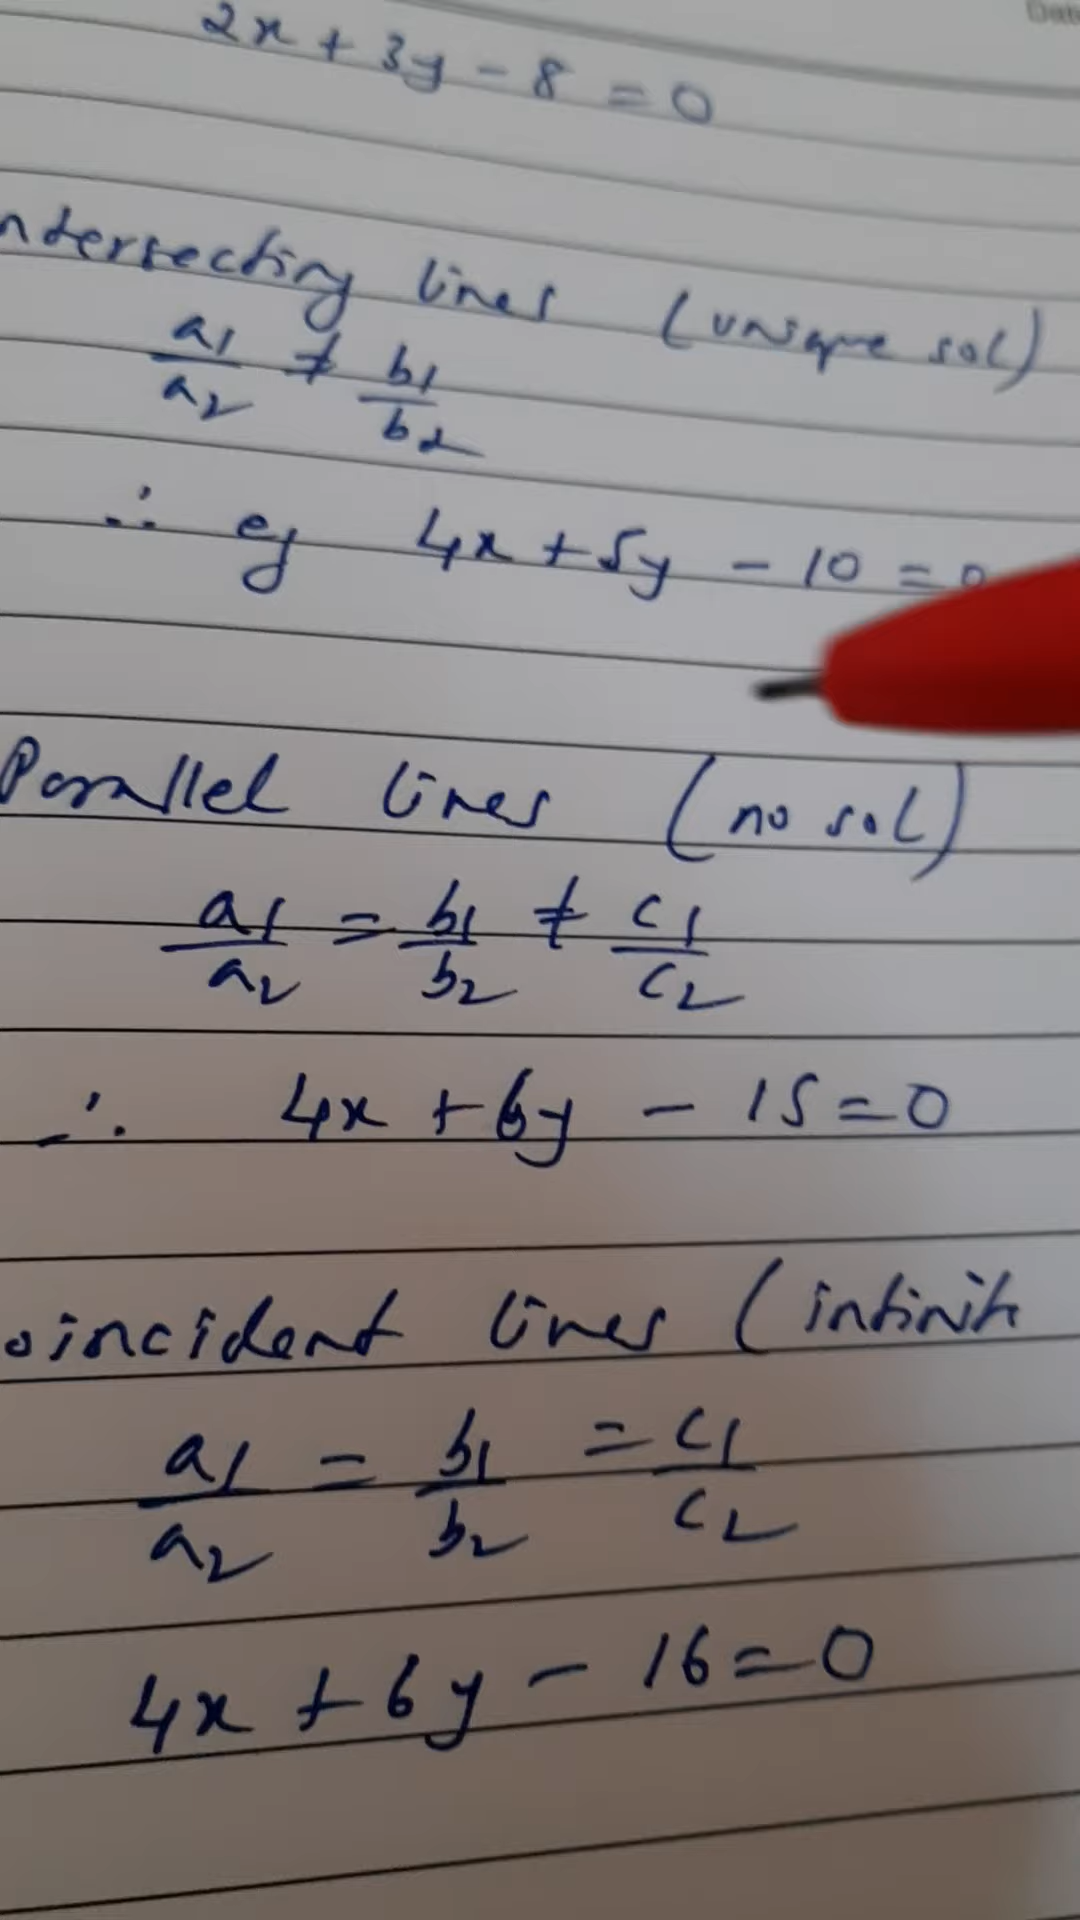 2x + 3y - 8 = 0
ntersecting lines (unique sol)
a1/a2 ≠ b1/b2
∴ eg 4x + 5y - 10 = 0
Parallel lines (no sol)
a1/a2 = b1/b2 ≠ c1/c2
∴ 4x + 6y - 15 = 0
oincident lines (infinit
a1/a2 = b1/b2 = c1/c2
4x + 6y - 16 = 0